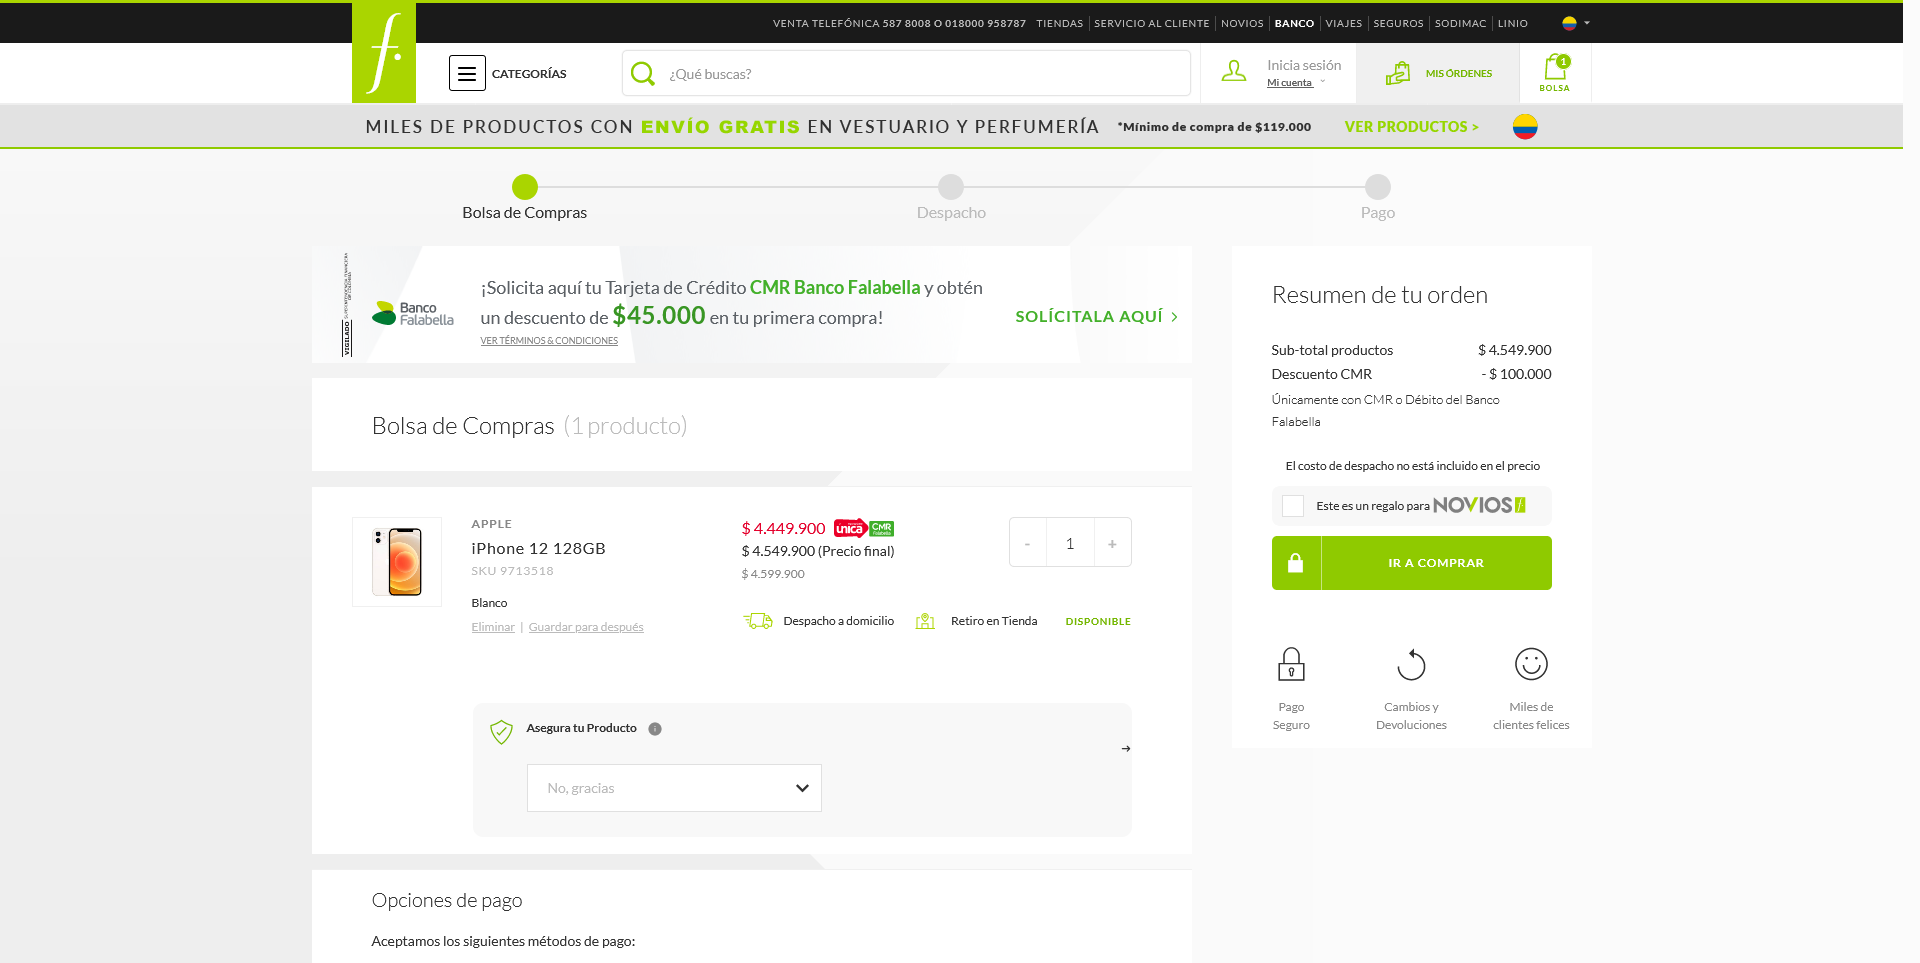 VENTA TELEFÓNICA 587 8008 O 018000 958787 TIENDAS SERVICIO AL CLIENTE NOVIOS BANCO VIAJES SEGUROS SODIMAC LINIO
f.
CATEGORÍAS
¿Qué buscas?
Inicia sesión
Mi cuenta
MIS ÓRDENES
1
BOLSA
MILES DE PRODUCTOS CON ENVÍO GRATIS EN VESTUARIO Y PERFUMERÍA *Mínimo de compra de $119.000 VER PRODUCTOS >
Bolsa de Compras
Despacho
Pago
VIGILADO SUPERINTENDENCIA FINANCIERA DE COLOMBIA
Banco
Falabella
¡Solicita aquí tu Tarjeta de Crédito CMR Banco Falabella y obtén
un descuento de $45.000 en tu primera compra!
VER TÉRMINOS & CONDICIONES
SOLÍCITALA AQUÍ >
Bolsa de Compras (1 producto)
APPLE
iPhone 12 128GB
SKU 9713518
Blanco
Eliminar | Guardar para después
$ 4.449.900 única CMR Falabella
$ 4.549.900 (Precio final)
$ 4.599.900
- 1 +
Despacho a domicilio
Retiro en Tienda
DISPONIBLE
Asegura tu Producto i
No, gracias
Opciones de pago
Aceptamos los siguientes métodos de pago:
Resumen de tu orden
Sub-total productos $ 4.549.900
Descuento CMR - $ 100.000
Únicamente con CMR o Débito del Banco
Falabella
El costo de despacho no está incluido en el precio
Este es un regalo para NOVIOS f
IR A COMPRAR
Pago
Seguro
Cambios y
Devoluciones
Miles de
clientes felices